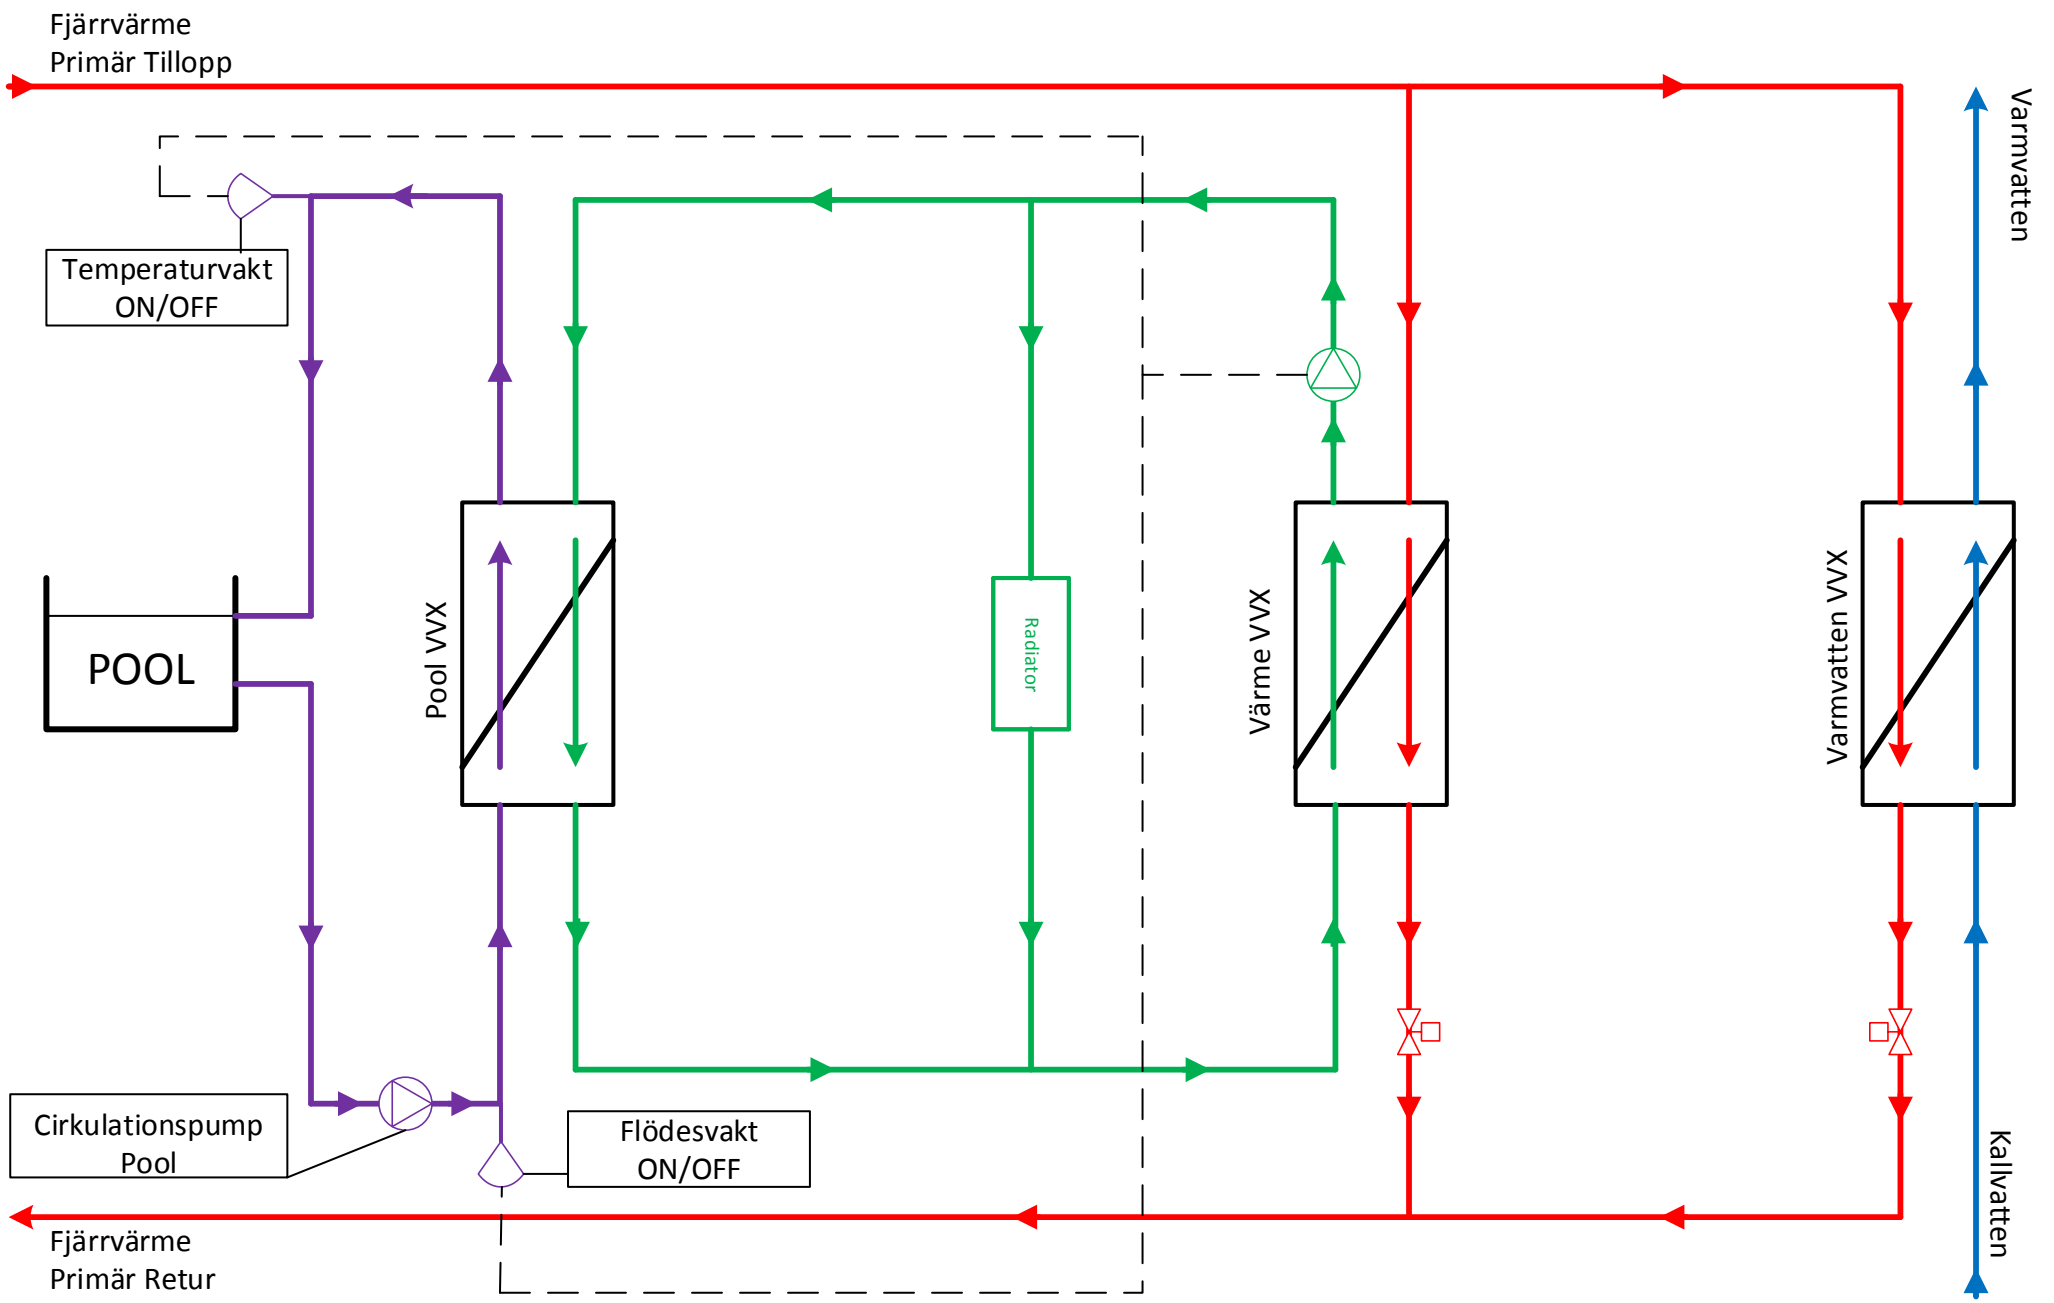 Fjärrvärme
Primär Tillopp
Varmvatten
Temperaturvakt
ON/OFF
POOL
Pool VVX
Radiator
Värme VVX
Varmvatten VVX
Cirkulationspump
Pool
Flödesvakt
ON/OFF
Kallvatten
Fjärrvärme
Primär Retur